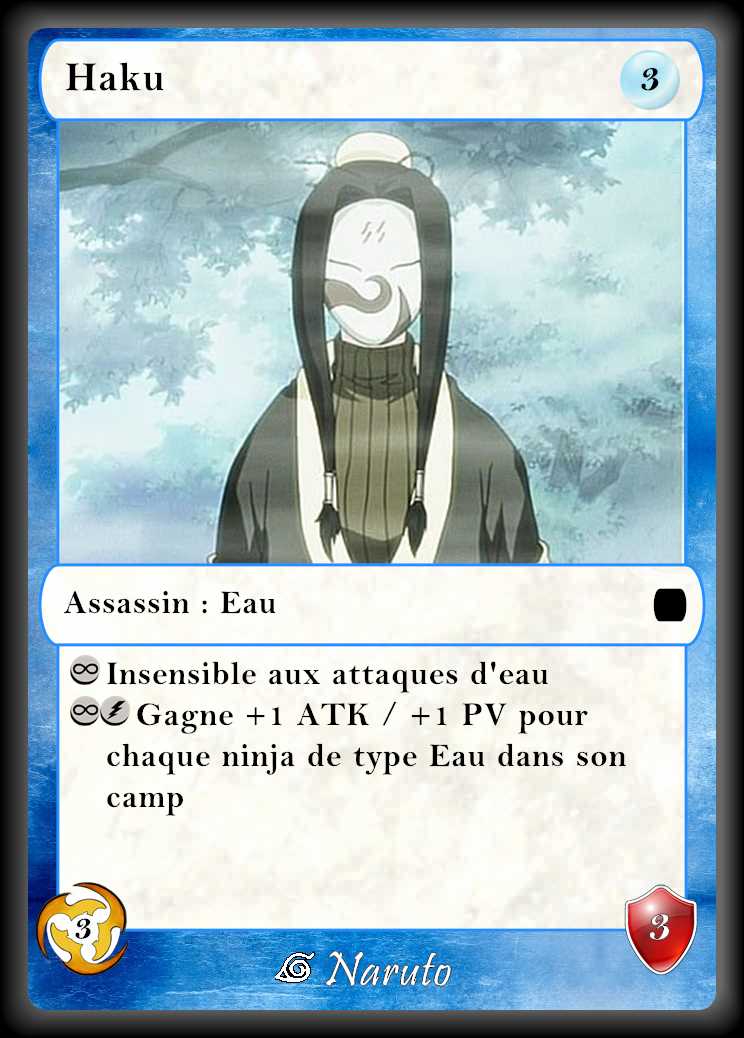 Haku
3
Assassin : Eau
Insensible aux attaques d'eau
Gagne +1 ATK / +1 PV pour
chaque ninja de type Eau dans son
camp
3
3
Naruto